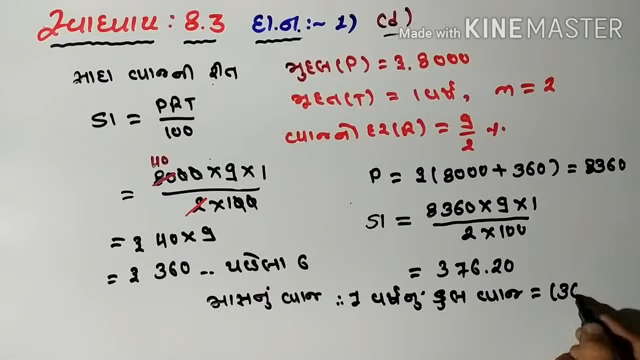 સ્વાધ્યાય : 8.3 દા.નં :- 1) (d)
Made with KINEMASTER
સાદા વ્યાજની રીત
SI = PRT / 100
= 40 8000 × 9 × 1 / 2 × 100
= ₹ 40 × 9
= ₹ 360 .. પહેલા 6
માસનું વ્યાજ
મુદ્દલ (P) = રૂ. 8000
મુદ્દત (T) = 1 વર્ષ, n = 2
વ્યાજનો દર (R) = 9/2 %.
P = ₹ (8000 + 360) = 8360
SI = 8360 × 9 × 1 / 2 × 100
= 376.20
∴ 1 વર્ષનું કુલ વ્યાજ = (36